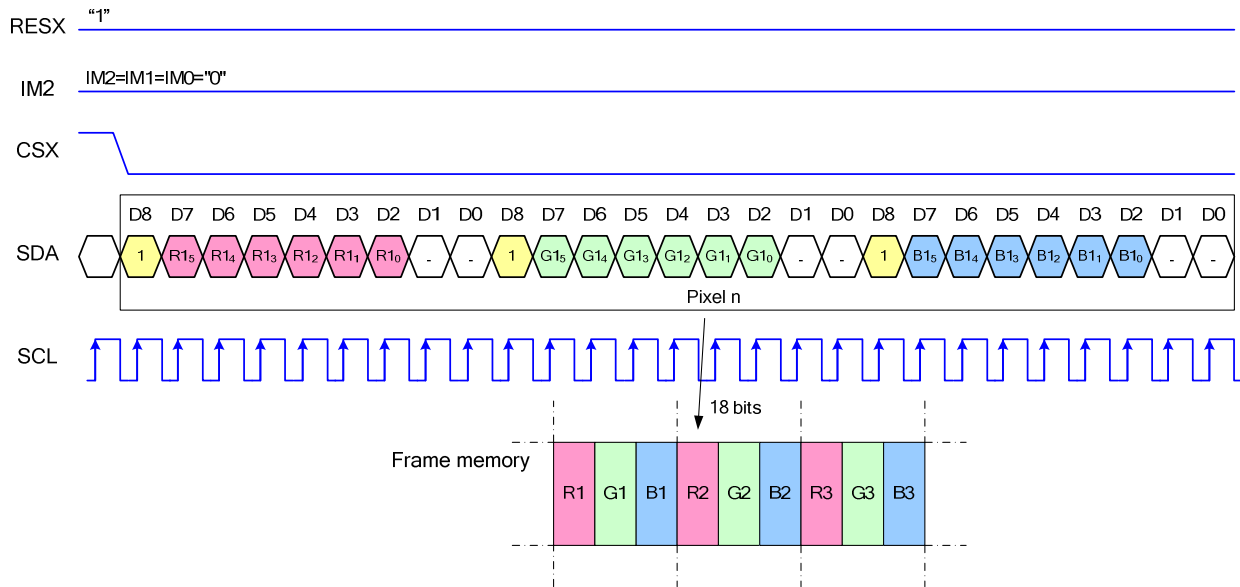 RESX “1”
IM2 IM2=IM1=IM0="0"
CSX
D8 D7 D6 D5 D4 D3 D2 D1 D0 D8 D7 D6 D5 D4 D3 D2 D1 D0 D8 D7 D6 D5 D4 D3 D2 D1 D0
SDA 1 R15 R14 R13 R12 R11 R10 - - 1 G15 G14 G13 G12 G11 G10 - - 1 B15 B14 B13 B12 B11 B10 - -
Pixel n
SCL
18 bits
Frame memory
R1 G1 B1 R2 G2 B2 R3 G3 B3